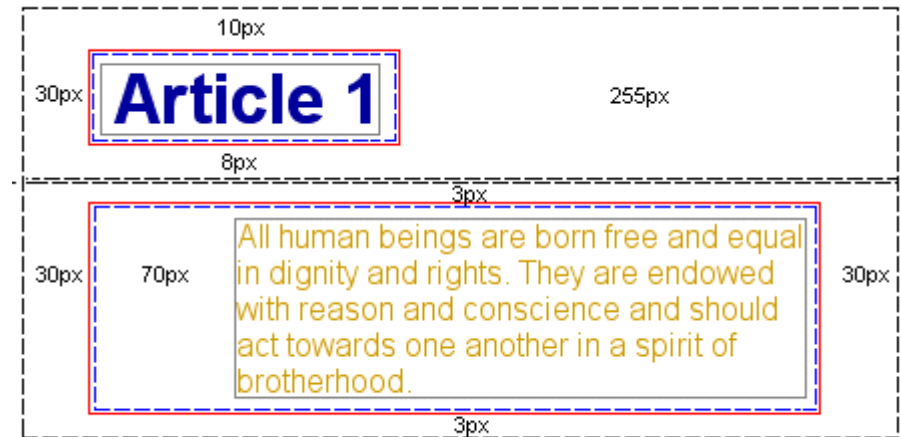 10px
30px
Article 1
255px
8px
3px
30px
70px
All human beings are born free and equal
in dignity and rights. They are endowed
with reason and conscience and should
act towards one another in a spirit of
brotherhood.
30px
3px